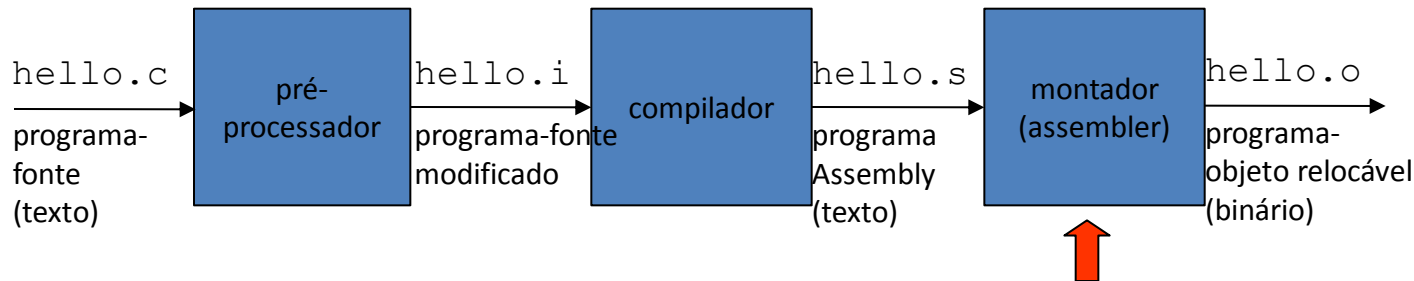 hello.c
programa-
fonte
(texto)
pré-
processador
hello.i
programa-fonte
modificado
compilador
hello.s
programa
Assembly
(texto)
montador
(assembler)
hello.o
programa-
objeto relocável
(binário)